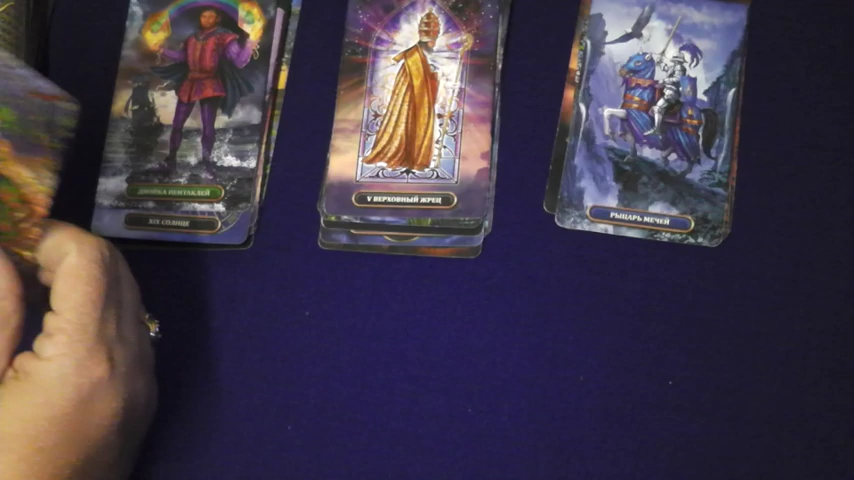 ДВОЙКА ПЕНТАКЛЕЙ
XIX СОЛНЦЕ
V ВЕРХОВНЫЙ ЖРЕЦ
РЫЦАРЬ МЕЧЕЙ